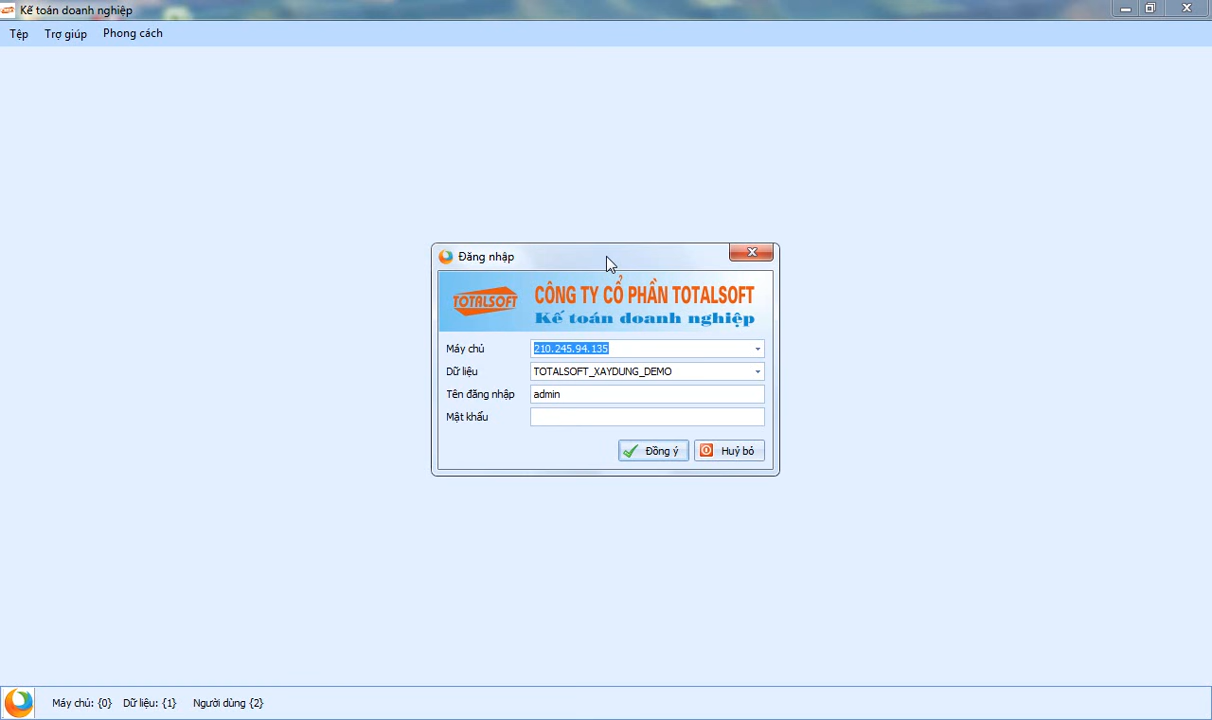 Kế toán doanh nghiệp
Tệp Trợ giúp Phong cách
Đăng nhập
TOTALSOFT
CÔNG TY CỔ PHẦN TOTALSOFT
Kế toán doanh nghiệp
Máy chủ 210.245.94.135
Dữ liệu TOTALSOFT_XAYDUNG_DEMO
Tên đăng nhập admin
Mật khẩu
Đồng ý Huỷ bỏ
Máy chủ: {0} Dữ liệu: {1} Người dùng {2}